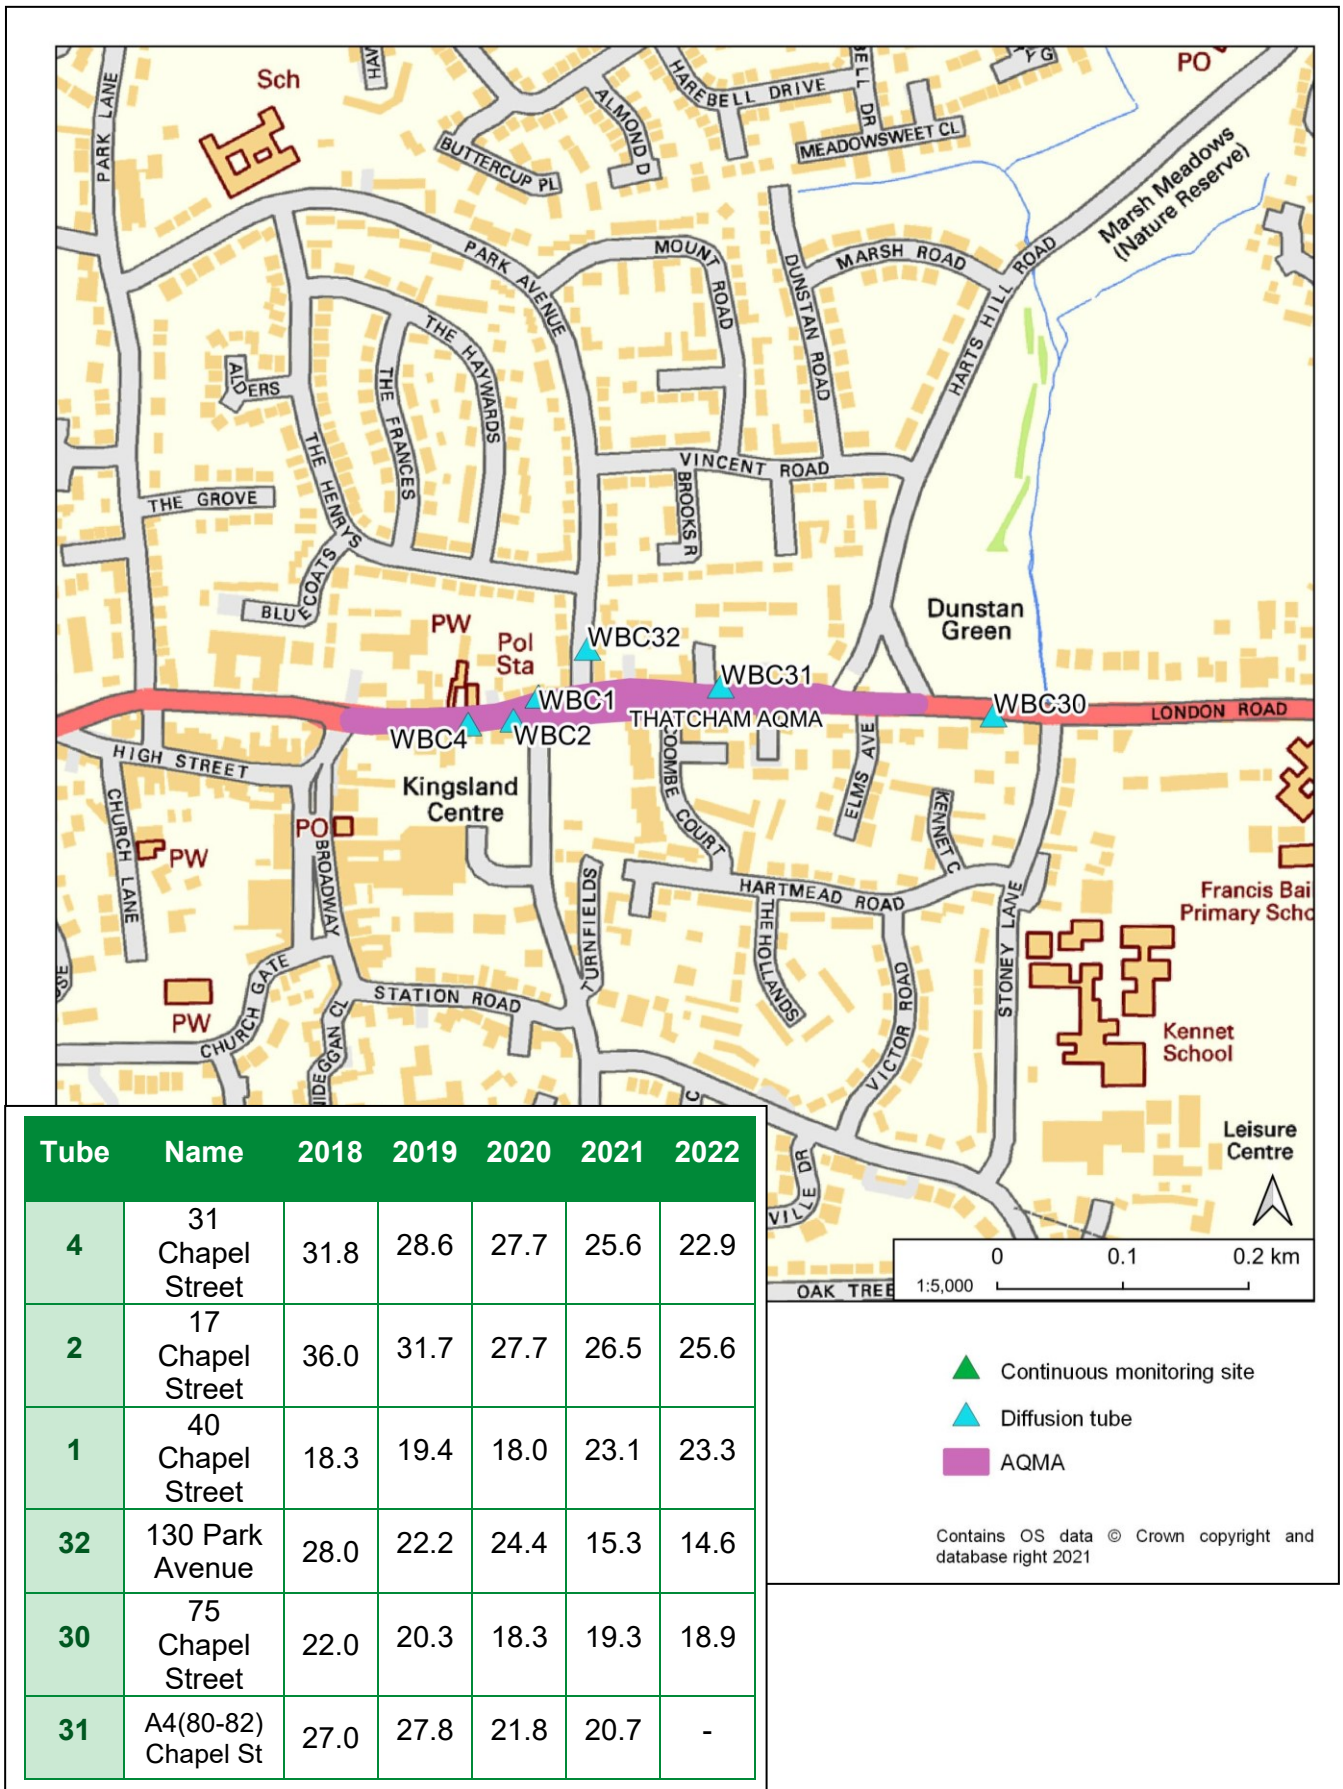 Sch
PARK LANE
HAREBELL DRIVE
BELL DR
ALMOND D
BUTTERCUP PL
MEADOWSWEET CL
PO
Marsh Meadows
(Nature Reserve)
PARK AVENUE
MOUNT ROAD
DUNSTAN ROAD
MARSH ROAD
HARTS HILL ROAD
THE HAYWARDS
THE FRANCES
ALDERS
THE HENRYS
THE GROVE
BLUECOATS
VINCENT ROAD
BROOKS R
Dunstan
Green
PW
Pol
Sta
WBC32
WBC31
WBC1
WBC30
THATCHAM AQMA
WBC4
WBC2
LONDON ROAD
HIGH STREET
CHURCH LANE
Kingsland
Centre
PO
PW
BROADWAY
COOMBE COURT
ELMS AVE
KENNET C
HARTMEAD ROAD
TURNFIELDS
THE HOLLANDS
VICTOR ROAD
STONEY LANE
Francis Bai
Primary Scho
Kennet
School
PW
CHURCH GATE
STATION ROAD
Leisure
Centre
VILLE DR
OAK TREE
1:5,000
0 0.1 0.2 km
Tube Name 2018 2019 2020 2021 2022
4 31 Chapel Street 31.8 28.6 27.7 25.6 22.9
2 17 Chapel Street 36.0 31.7 27.7 26.5 25.6
1 40 Chapel Street 18.3 19.4 18.0 23.1 23.3
32 130 Park Avenue 28.0 22.2 24.4 15.3 14.6
30 75 Chapel Street 22.0 20.3 18.3 19.3 18.9
31 A4(80-82) Chapel St 27.0 27.8 21.8 20.7 -
Continuous monitoring site
Diffusion tube
AQMA
Contains OS data © Crown copyright and
database right 2021